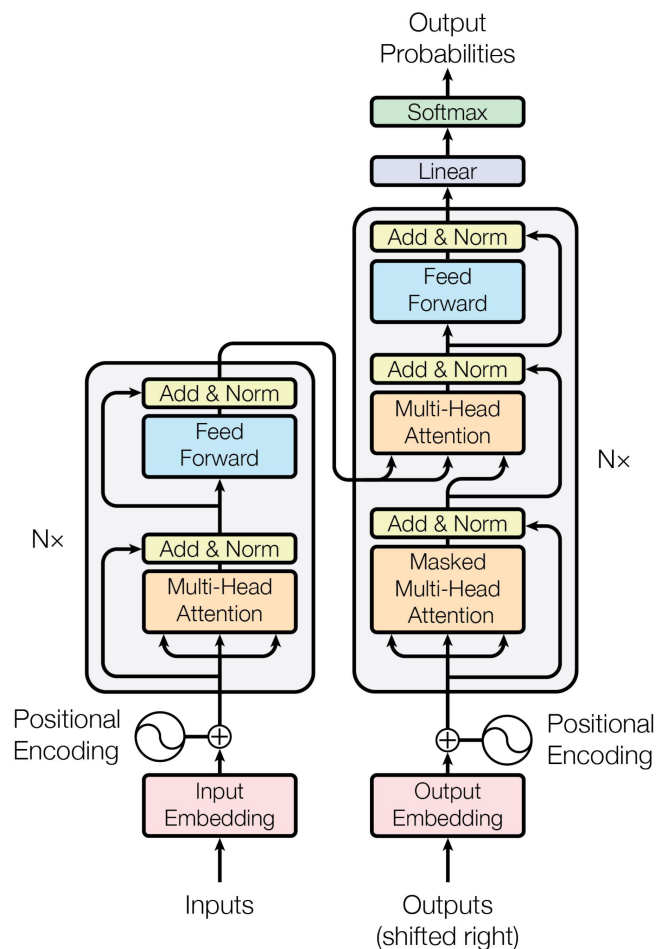 Output
Probabilities
Softmax
Linear
Add & Norm
Feed
Forward
Add & Norm
Multi-Head
Attention
Add & Norm
Masked
Multi-Head
Attention
N×
Add & Norm
Feed
Forward
Add & Norm
Multi-Head
Attention
N×
Positional
Encoding
Positional
Encoding
Input
Embedding
Output
Embedding
Inputs
Outputs
(shifted right)